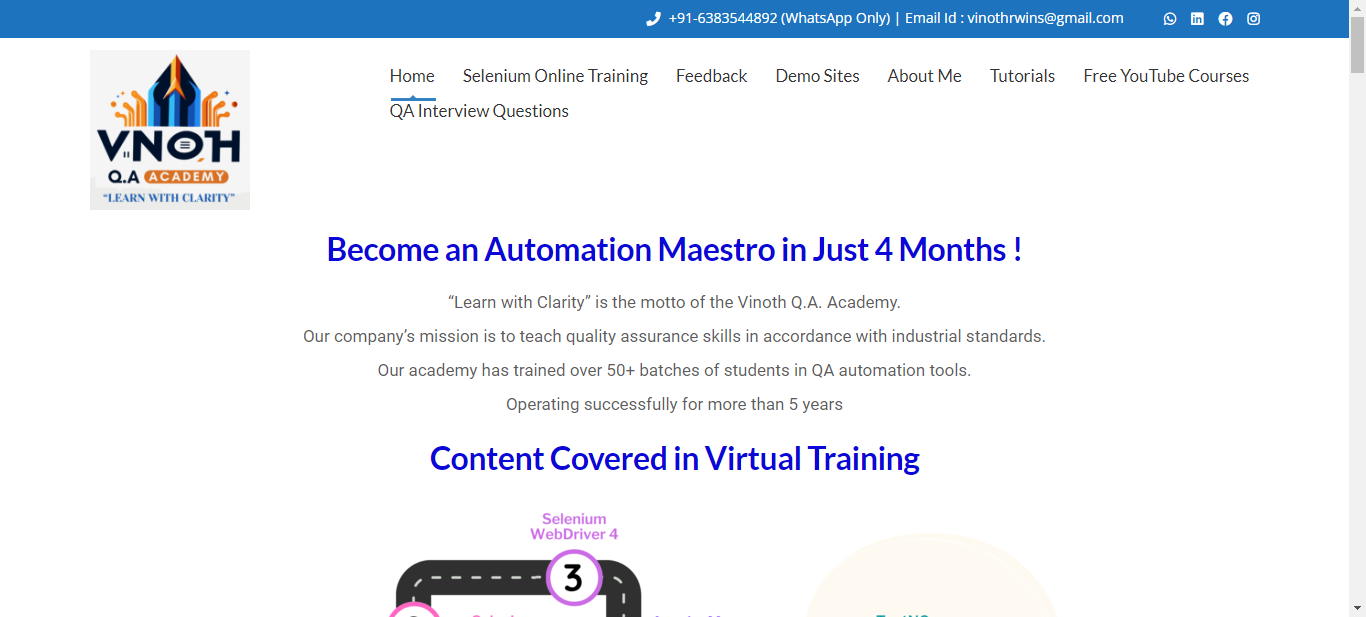 +91-6383544892 (WhatsApp Only) | Email Id : vinothrwins@gmail.com
Home Selenium Online Training Feedback Demo Sites About Me Tutorials Free YouTube Courses
QA Interview Questions
VINOTH
Q.A ACADEMY
“LEARN WITH CLARITY”
Become an Automation Maestro in Just 4 Months !
“Learn with Clarity” is the motto of the Vinoth Q.A. Academy.
Our company’s mission is to teach quality assurance skills in accordance with industrial standards.
Our academy has trained over 50+ batches of students in QA automation tools.
Operating successfully for more than 5 years
Content Covered in Virtual Training
Selenium
WebDriver 4
3